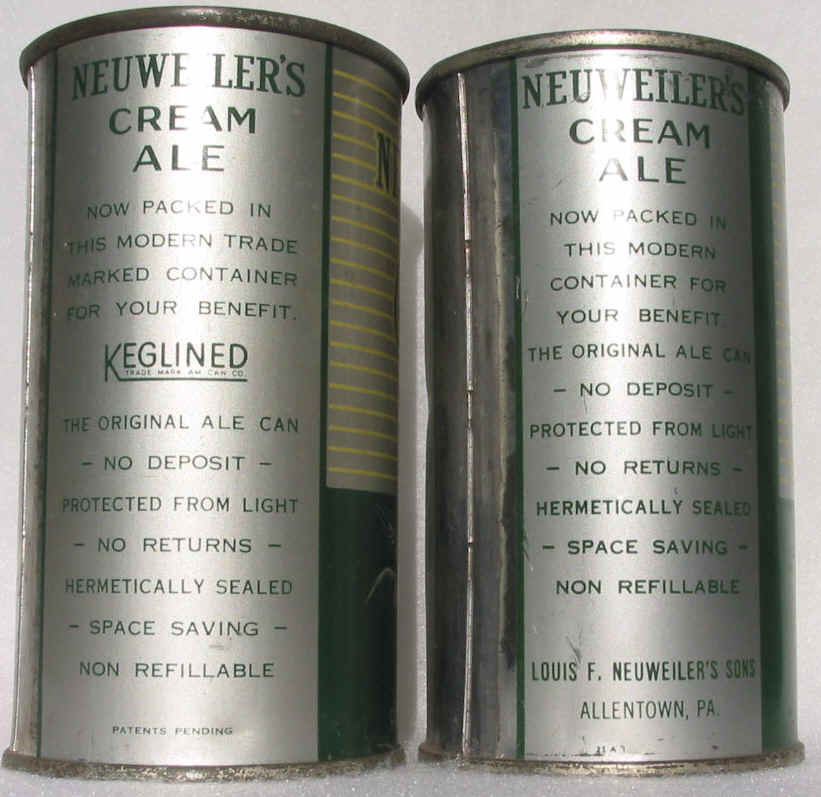 NEUWEILER'S
CREAM
ALE
NOW PACKED IN
THIS MODERN TRADE
MARKED CONTAINER
FOR YOUR BENEFIT.
KEGLINED
TRADE MARK AM CAN CO.
THE ORIGINAL ALE CAN
- NO DEPOSIT -
PROTECTED FROM LIGHT
- NO RETURNS -
HERMETICALLY SEALED
- SPACE SAVING -
NON REFILLABLE
PATENTS PENDING
NE
NEUWEILER'S
CREAM
ALE
NOW PACKED IN
THIS MODERN
CONTAINER FOR
YOUR BENEFIT.
THE ORIGINAL ALE CAN
- NO DEPOSIT -
PROTECTED FROM LIGHT
- NO RETURNS -
HERMETICALLY SEALED
- SPACE SAVING -
NON REFILLABLE
LOUIS F. NEUWEILER'S SONS
ALLENTOWN, PA.